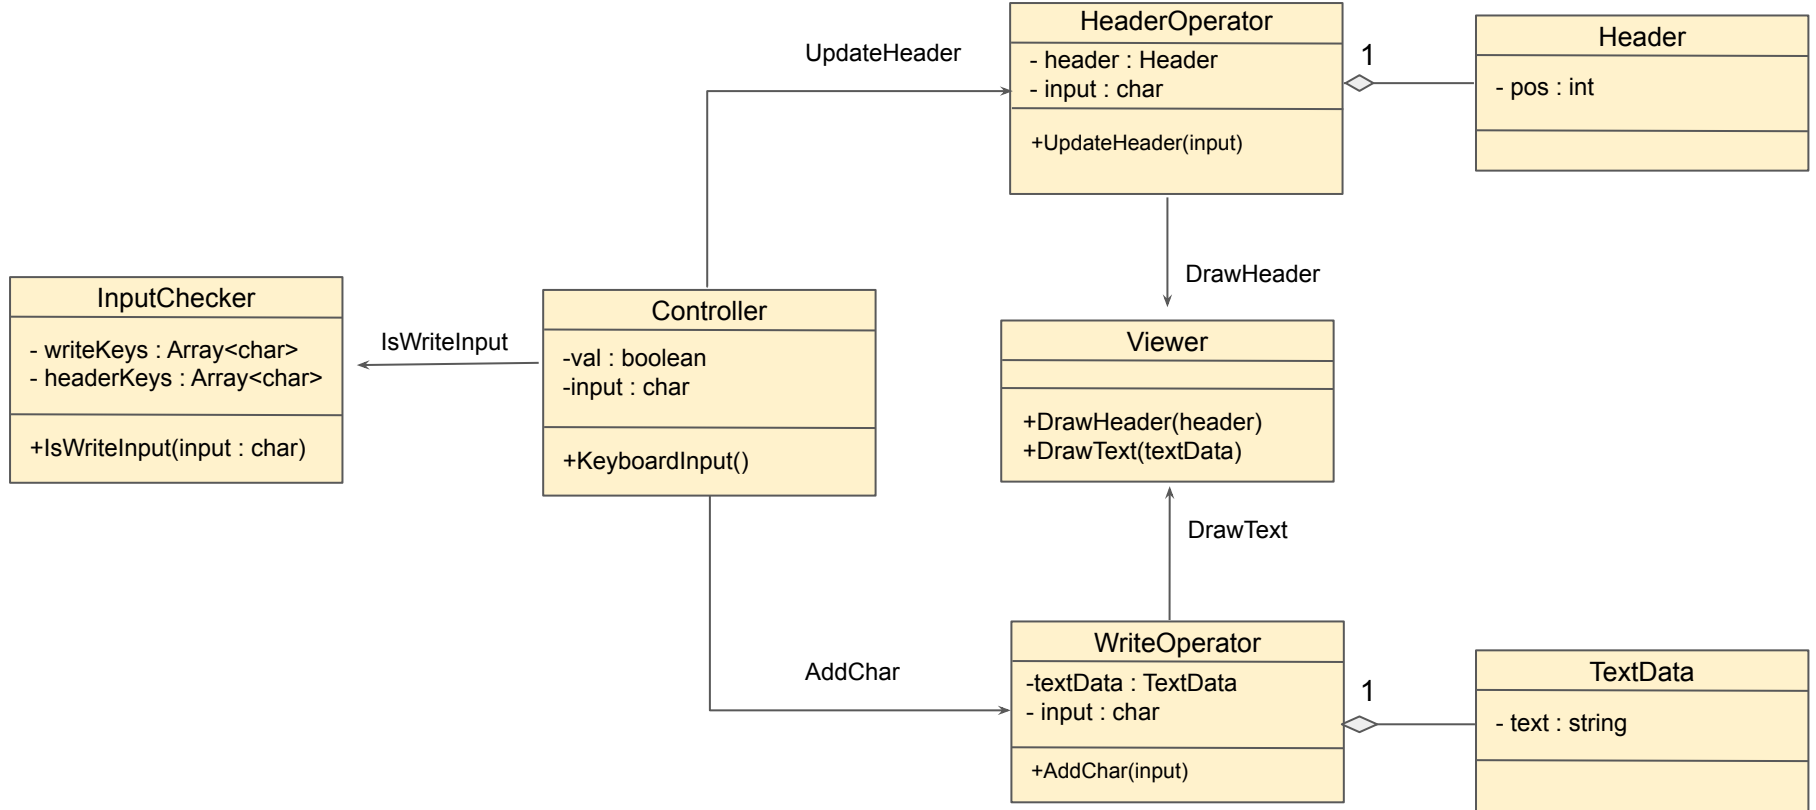 HeaderOperator
- header : Header
- input : char
+UpdateHeader(input)
1
Header
- pos : int
UpdateHeader
DrawHeader
InputChecker
- writeKeys : Array<char>
- headerKeys : Array<char>
+IsWriteInput(input : char)
IsWriteInput
Controller
-val : boolean
-input : char
+KeyboardInput()
Viewer
+DrawHeader(header)
+DrawText(textData)
DrawText
AddChar
WriteOperator
-textData : TextData
- input : char
+AddChar(input)
1
TextData
- text : string